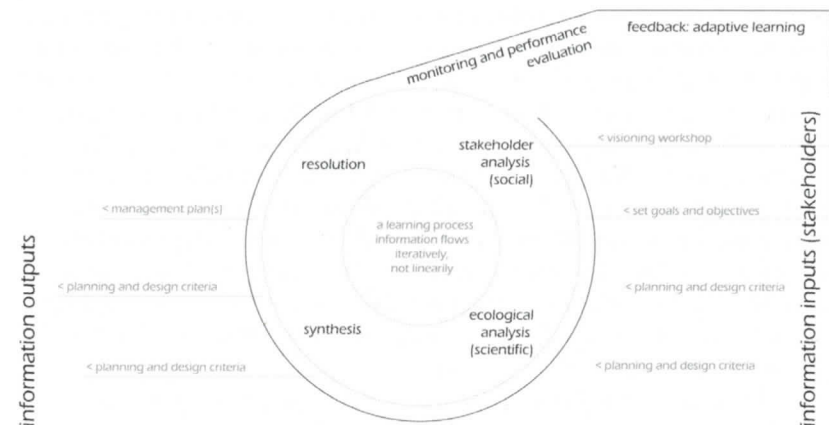 feedback: adaptive learning
monitoring and performance
evaluation
< visioning workshop
stakeholder
analysis
(social)
resolution
< management plan(s)
< set goals and objectives
a learning process
information flows
iteratively,
not linearly
< planning and design criteria
< planning and design criteria
ecological
analysis
(scientific)
synthesis
< planning and design criteria
< planning and design criteria
information outputs
information inputs (stakeholders)